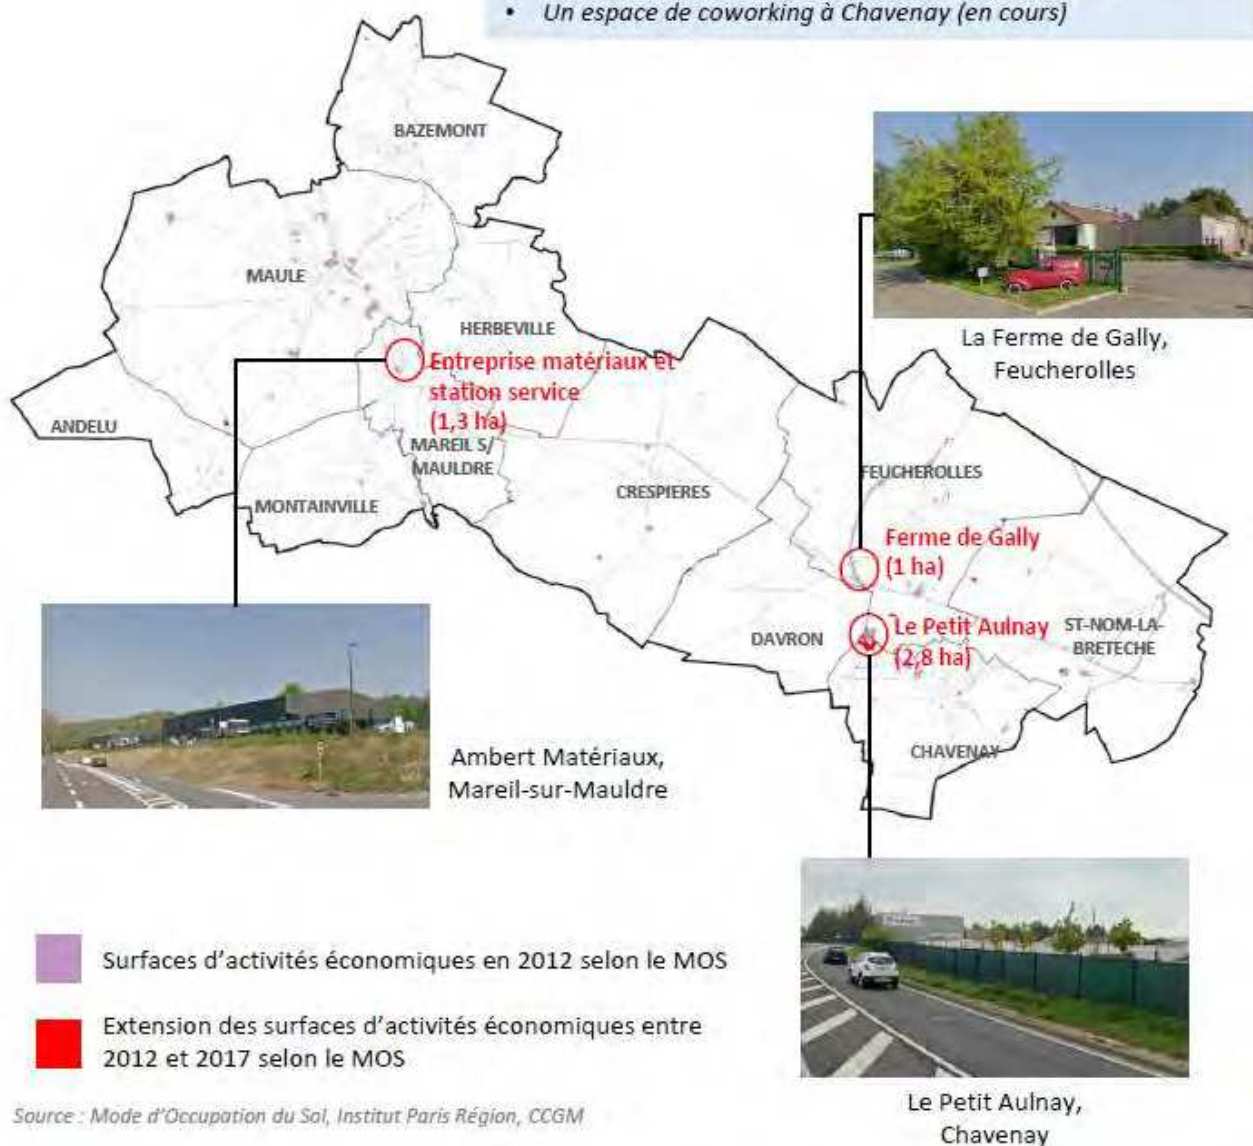 • Un espace de coworking à Chavenay (en cours)
BAZEMONT
MAULE
HERBEVILLE
La Ferme de Gally,
Feucherolles
Entreprise matériaux et
station service
(1,3 ha)
ANDELU
MAREIL S/
MAULDRE
MONTAINVILLE
CRESPIERES
FEUCHEROLLES
Ferme de Gally
(1 ha)
DAVRON
Le Petit Aulnay
(2,8 ha)
ST-NOM-LA-
BRETECHE
CHAVENAY
Ambert Matériaux,
Mareil-sur-Mauldre
Surfaces d'activités économiques en 2012 selon le MOS
Extension des surfaces d'activités économiques entre
2012 et 2017 selon le MOS
Source : Mode d'Occupation du Sol, Institut Paris Région, CCGM
Le Petit Aulnay,
Chavenay